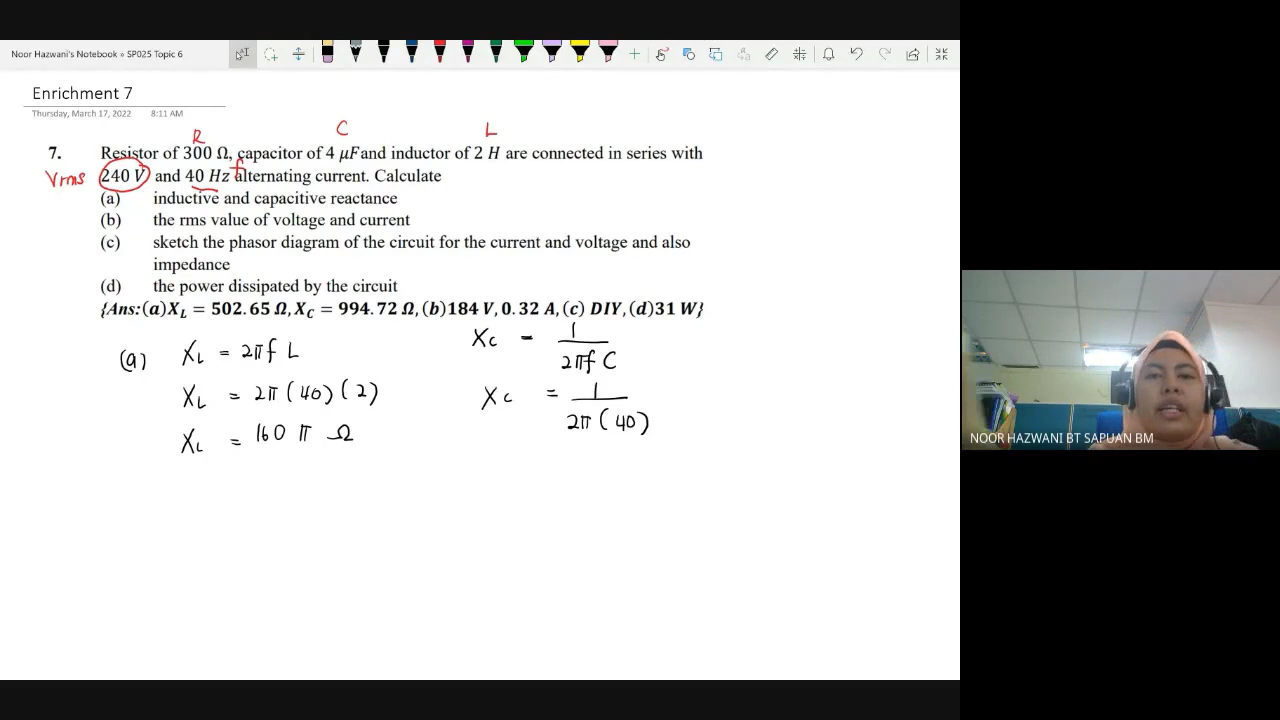 Noor Hazwani's Notebook » SP025 Topic 6
Enrichment 7
Thursday, March 17, 2022 8:11 AM
R C L
7. Resistor of 300 Ω, capacitor of 4 μF and inductor of 2 H are connected in series with
Vrms 240 V and 40 Hz f alternating current. Calculate
(a) inductive and capacitive reactance
(b) the rms value of voltage and current
(c) sketch the phasor diagram of the circuit for the current and voltage and also
impedance
(d) the power dissipated by the circuit
{Ans:(a)X_L = 502.65 Ω, X_C = 994.72 Ω, (b)184 V, 0.32 A, (c) DIY, (d)31 W}
(a) X_L = 2πf L
X_L = 2π(40)(2)
X_L = 160 π Ω
X_C = 1 / 2πf C
X_C = 1 / 2π(40)
NOOR HAZWANI BT SAPUAN BM